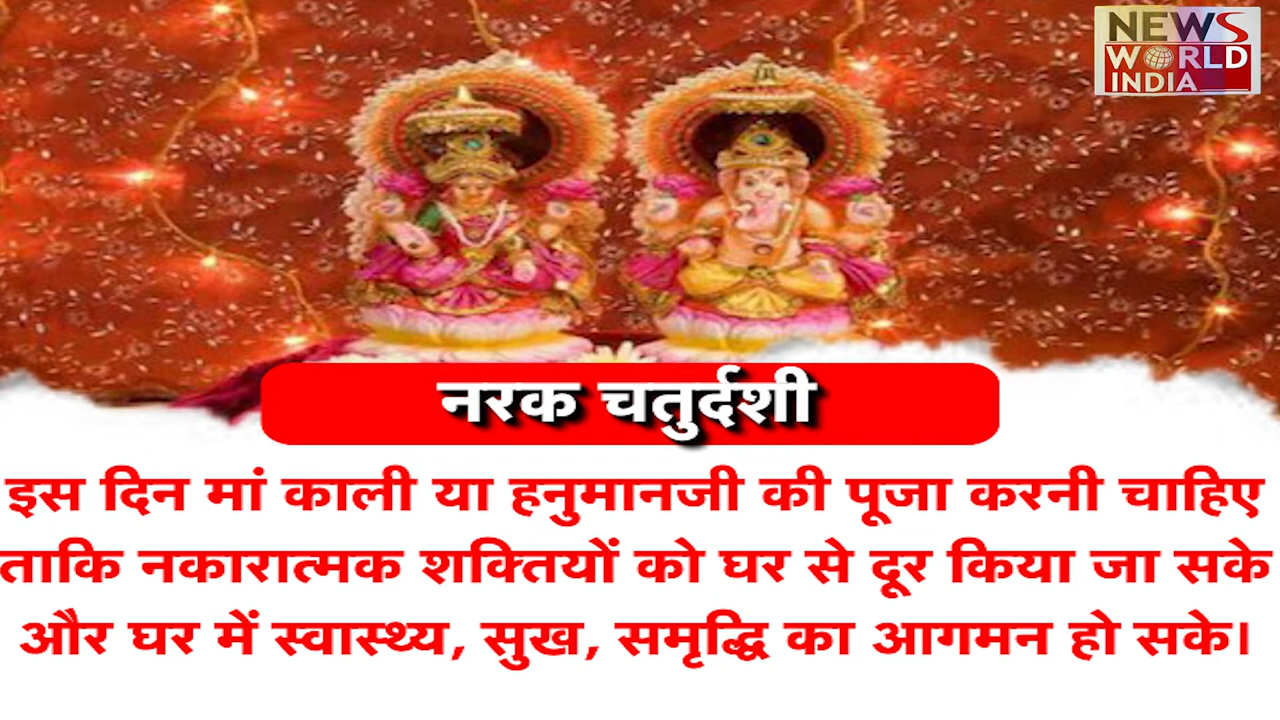 NEWS
WORLD
INDIA
नरक चतुर्दशी
इस दिन मां काली या हनुमानजी की पूजा करनी चाहिए
ताकि नकारात्मक शक्तियों को घर से दूर किया जा सके
और घर में स्वास्थ्य, सुख, समृद्धि का आगमन हो सके।